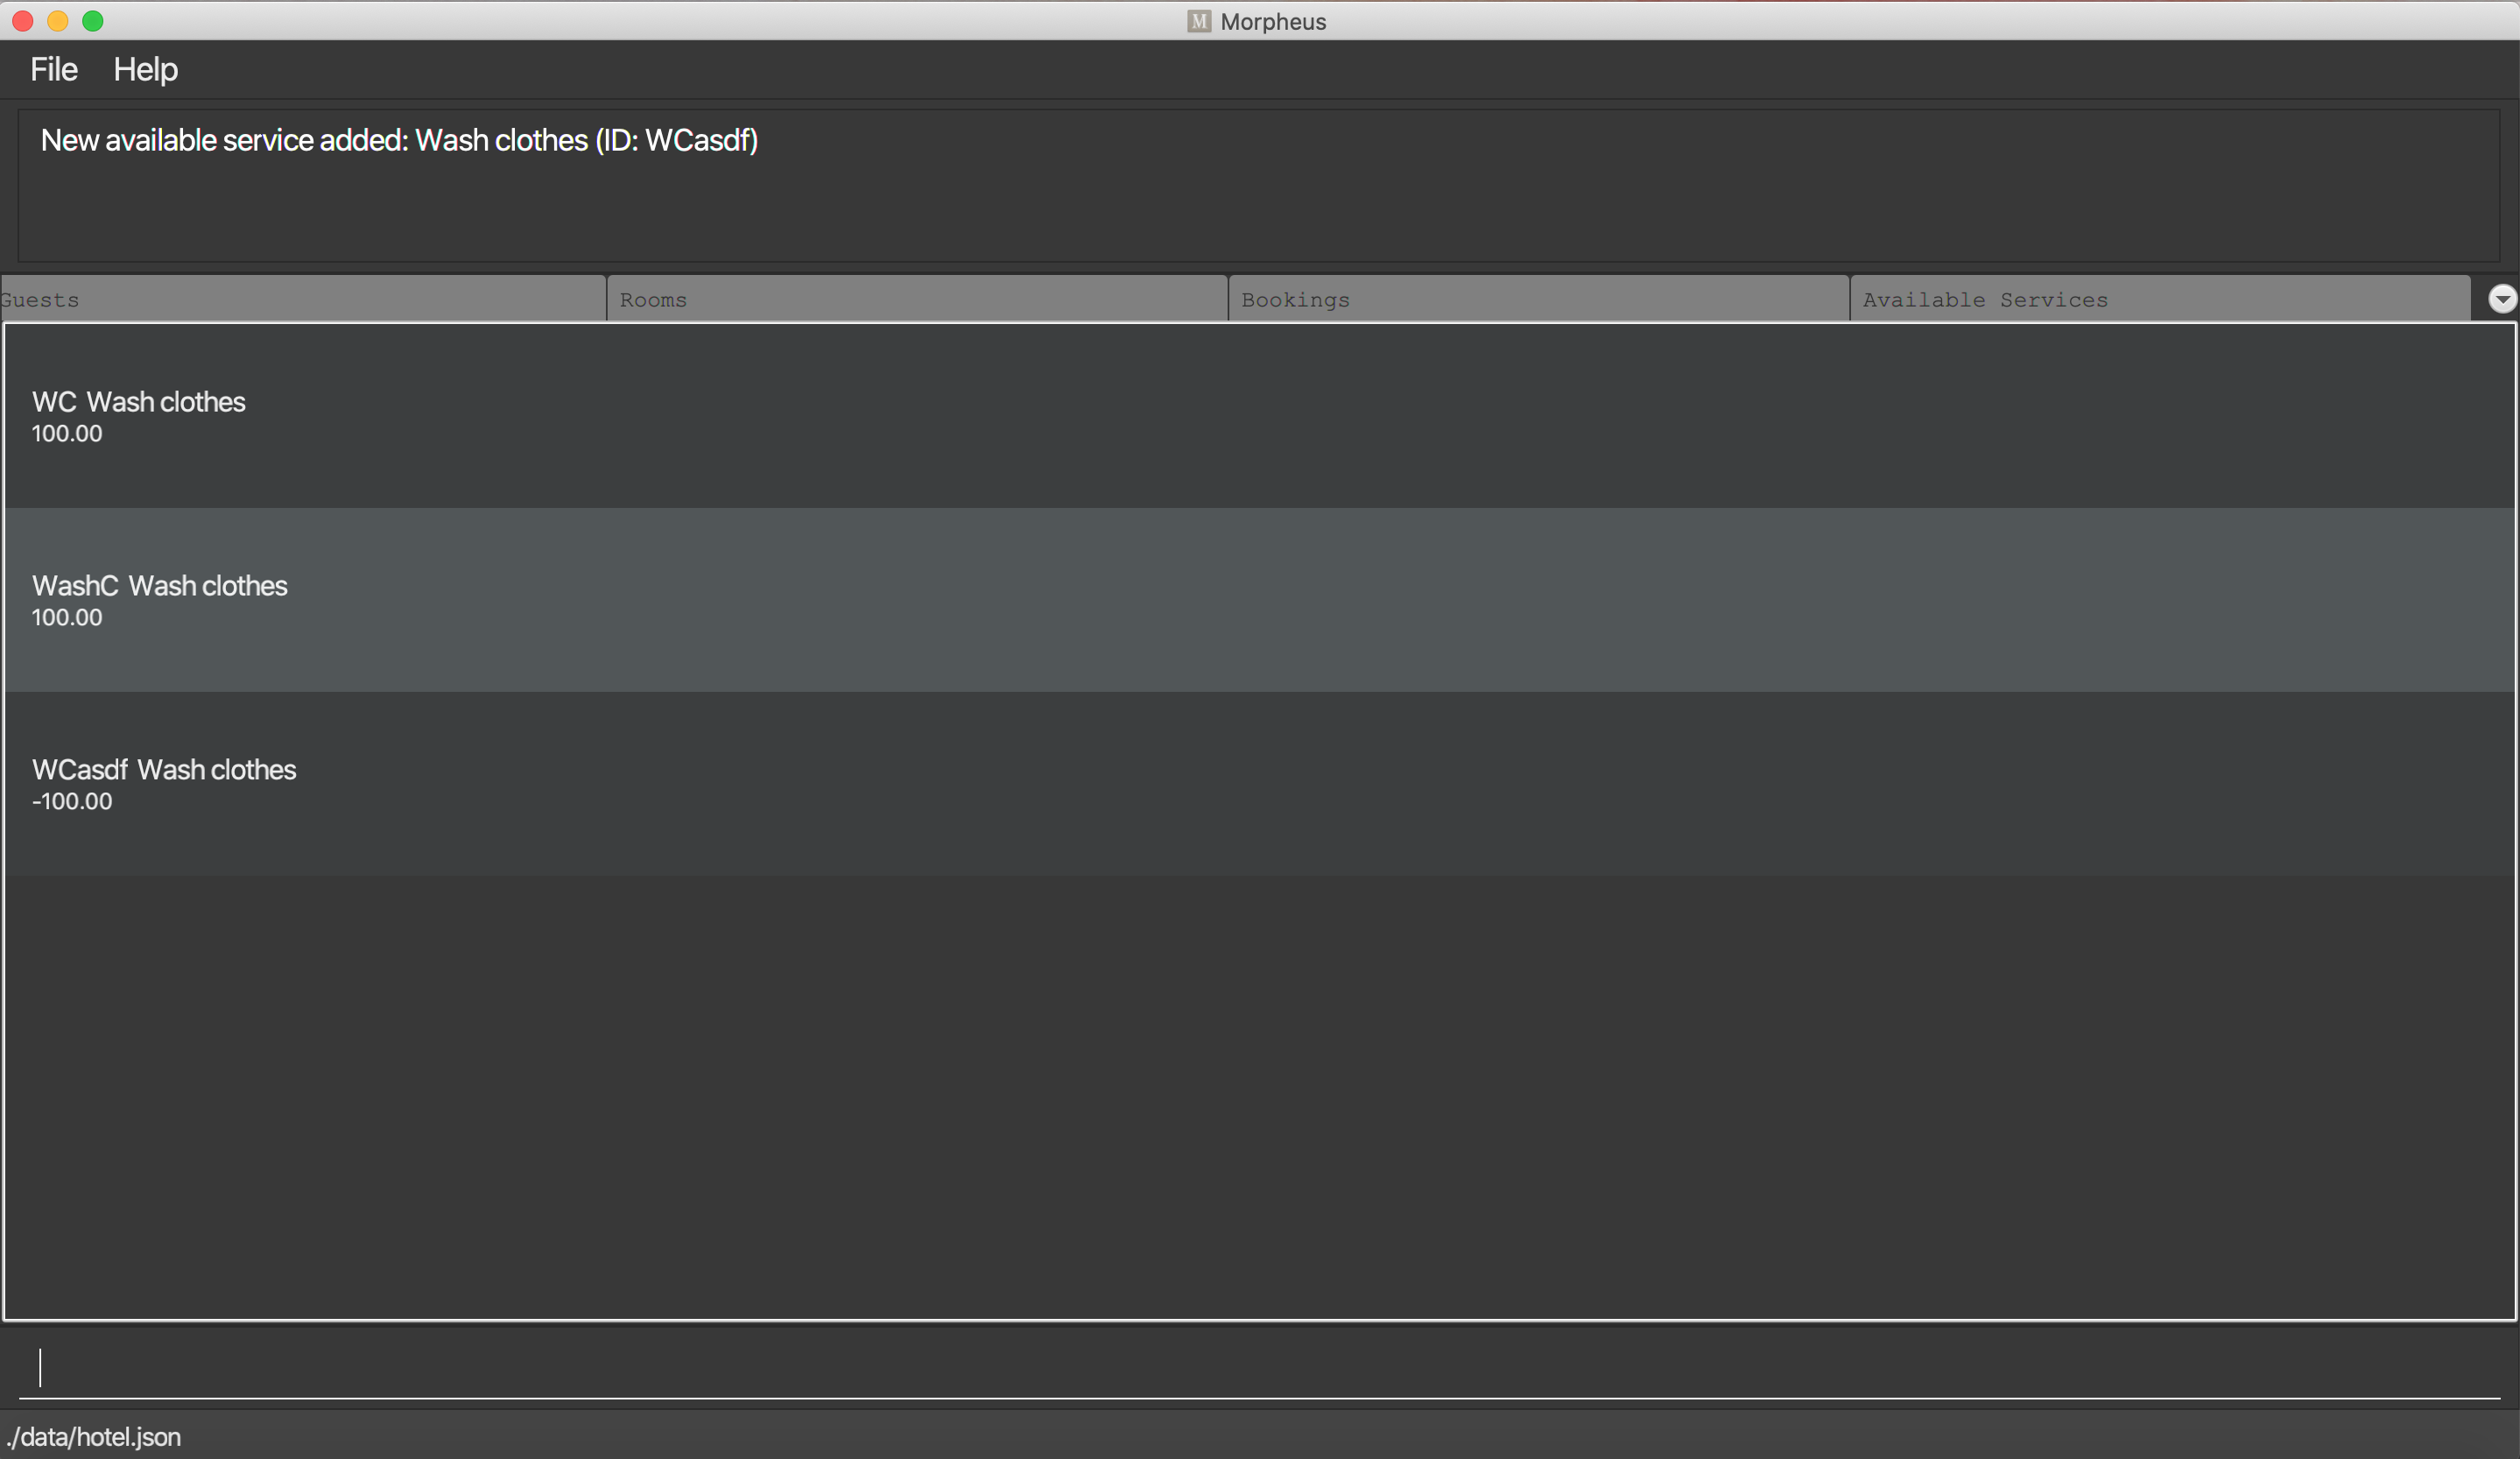 M Morpheus
File Help
New available service added: Wash clothes (ID: WCasdf)
Guests Rooms Bookings Available Services
WC Wash clothes
100.00
WashC Wash clothes
100.00
WCasdf Wash clothes
-100.00
./data/hotel.json